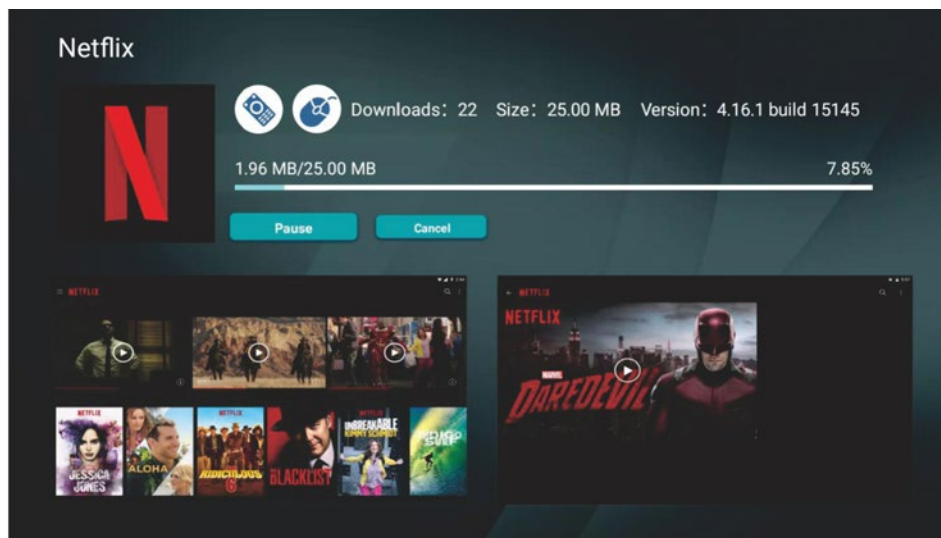 Netflix
Downloads: 22 Size: 25.00 MB Version: 4.16.1 build 15145
1.96 MB/25.00 MB 7.85%
Pause Cancel
NETFLIX
NETFLIX
NETFLIX
MARVEL
DAREDEVIL
NETFLIX
JESSICA
JONES
ALOHA
NETFLIX
RIDICULOUS
6
THE
BLACKLIST
NETFLIX
UNBREAKABLE
KIMMY SCHMIDT